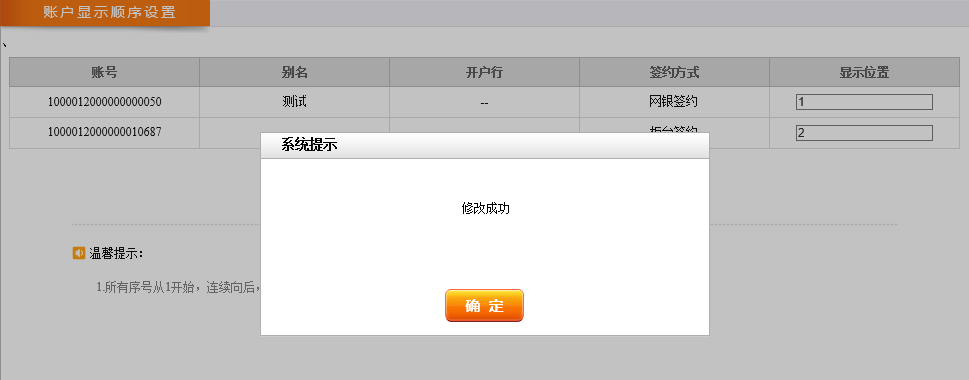 账户显示顺序设置
、
账号 别名 开户行 签约方式 显示位置
1000012000000000050 测试 -- 网银签约 1
1000012000000010687 柜台签约 2
系统提示
修改成功
温馨提示：
1.所有序号从1开始，连续向后，
确 定